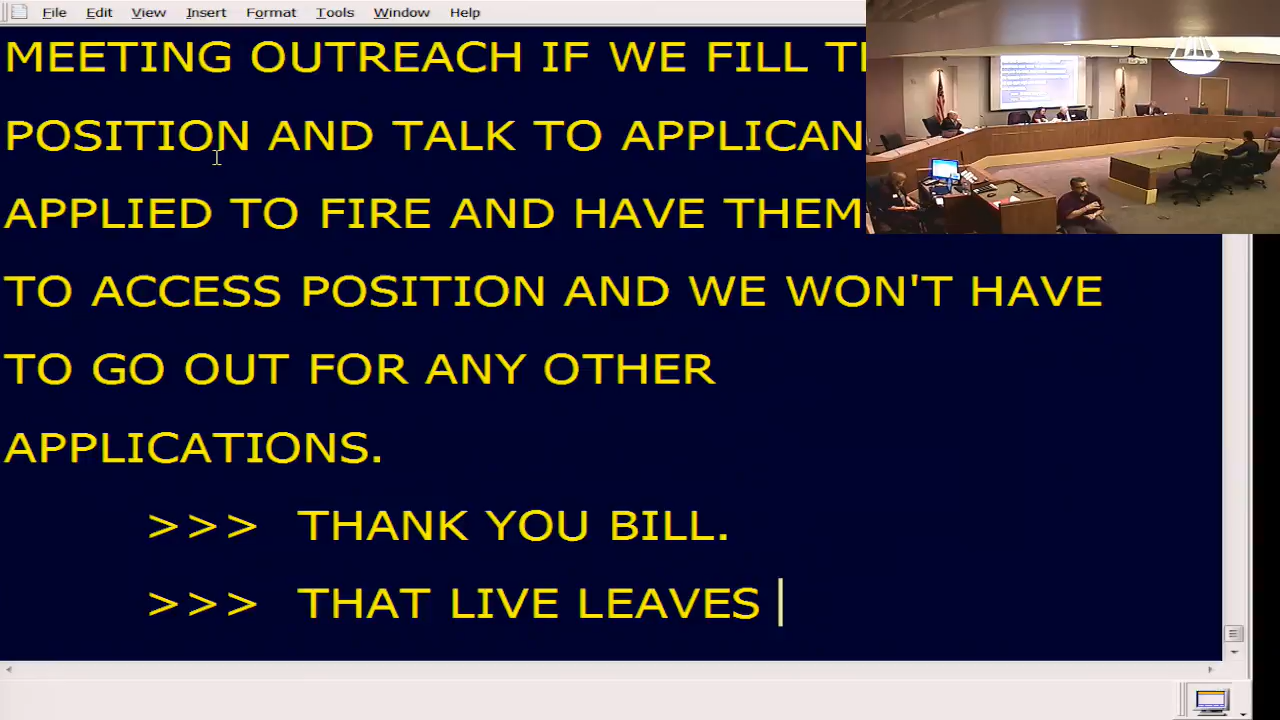 File Edit View Insert Format Tools Window Help
MEETING OUTREACH IF WE FILL
POSITION AND TALK TO
APPLIED TO FIRE AND HAVE THEM
TO ACCESS POSITION AND WE WON'T HAVE
TO GO OUT FOR ANY OTHER
APPLICATIONS.
>>> THANK YOU BILL.
>>> THAT LIVE LEAVES